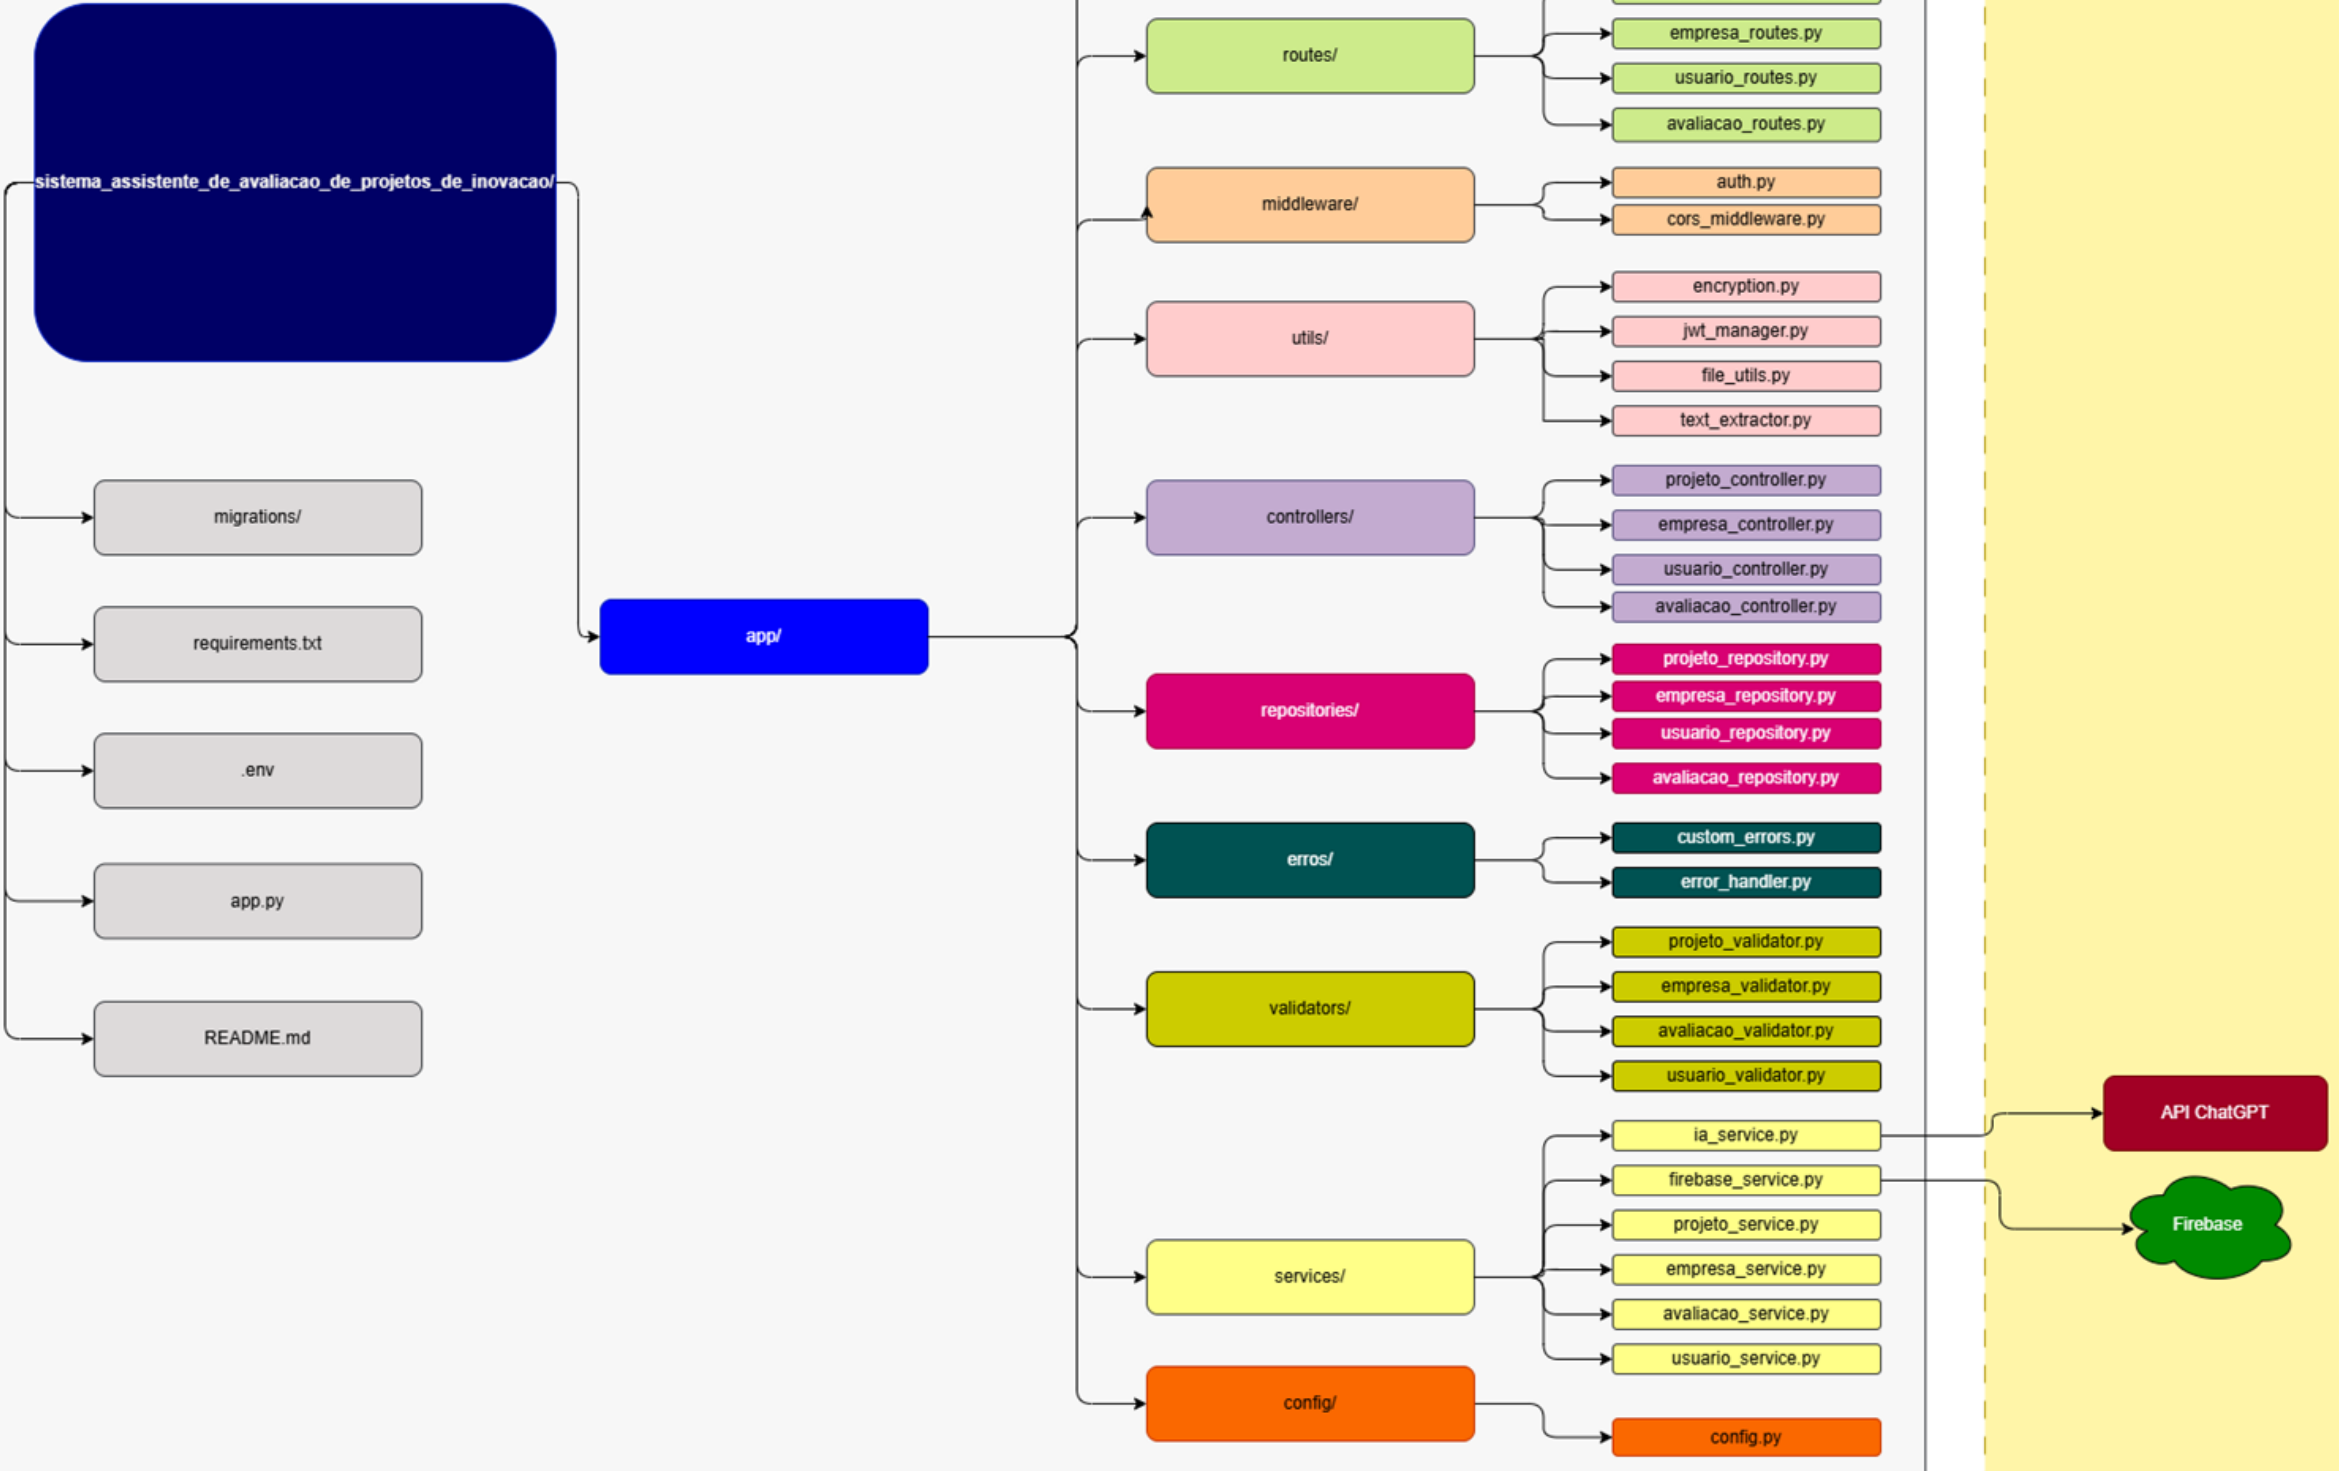 sistema_assistente_de_avaliacao_de_projetos_de_inovacao/
migrations/
requirements.txt
.env
app.py
README.md
app/
routes/
empresa_routes.py
usuario_routes.py
avaliacao_routes.py
middleware/
auth.py
cors_middleware.py
utils/
encryption.py
jwt_manager.py
file_utils.py
text_extractor.py
controllers/
projeto_controller.py
empresa_controller.py
usuario_controller.py
avaliacao_controller.py
repositories/
projeto_repository.py
empresa_repository.py
usuario_repository.py
avaliacao_repository.py
erros/
custom_errors.py
error_handler.py
validators/
projeto_validator.py
empresa_validator.py
avaliacao_validator.py
usuario_validator.py
services/
ia_service.py
firebase_service.py
projeto_service.py
empresa_service.py
avaliacao_service.py
usuario_service.py
config/
config.py
API ChatGPT
Firebase